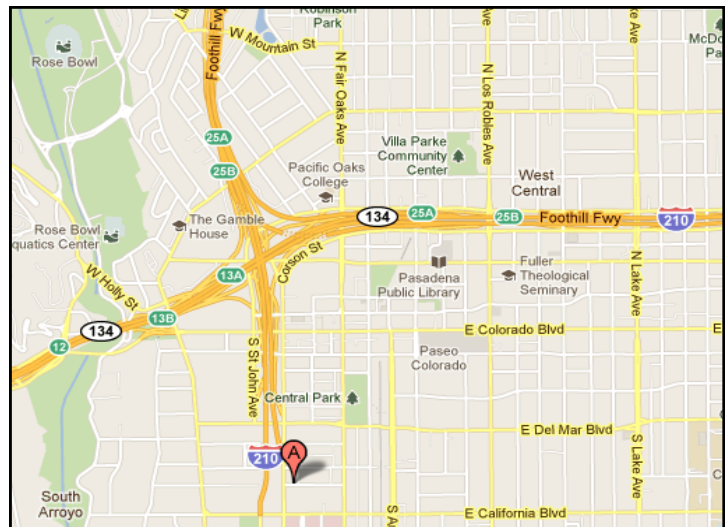 Robinson
Park
W Mountain St
Foothill Fwy
Rose Bowl
N Fair Oaks Ave
N Los Robles Ave
ke Ave
McDo
Pa
25A
Villa Parke
Community
Center
25B
Pacific Oaks
College
West
Central
134
25A
25B
Foothill Fwy
210
The Gamble
House
Rose Bowl
quatics Center
Corson St
13A
Pasadena
Public Library
Fuller
Theological
Seminary
N Lake Ave
W Holly St
13B
134
12
E Colorado Blvd
S St John Ave
Paseo
Colorado
Central Park
E Del Mar Blvd
210
A
S Lake Ave
South
Arroyo
E California Blvd